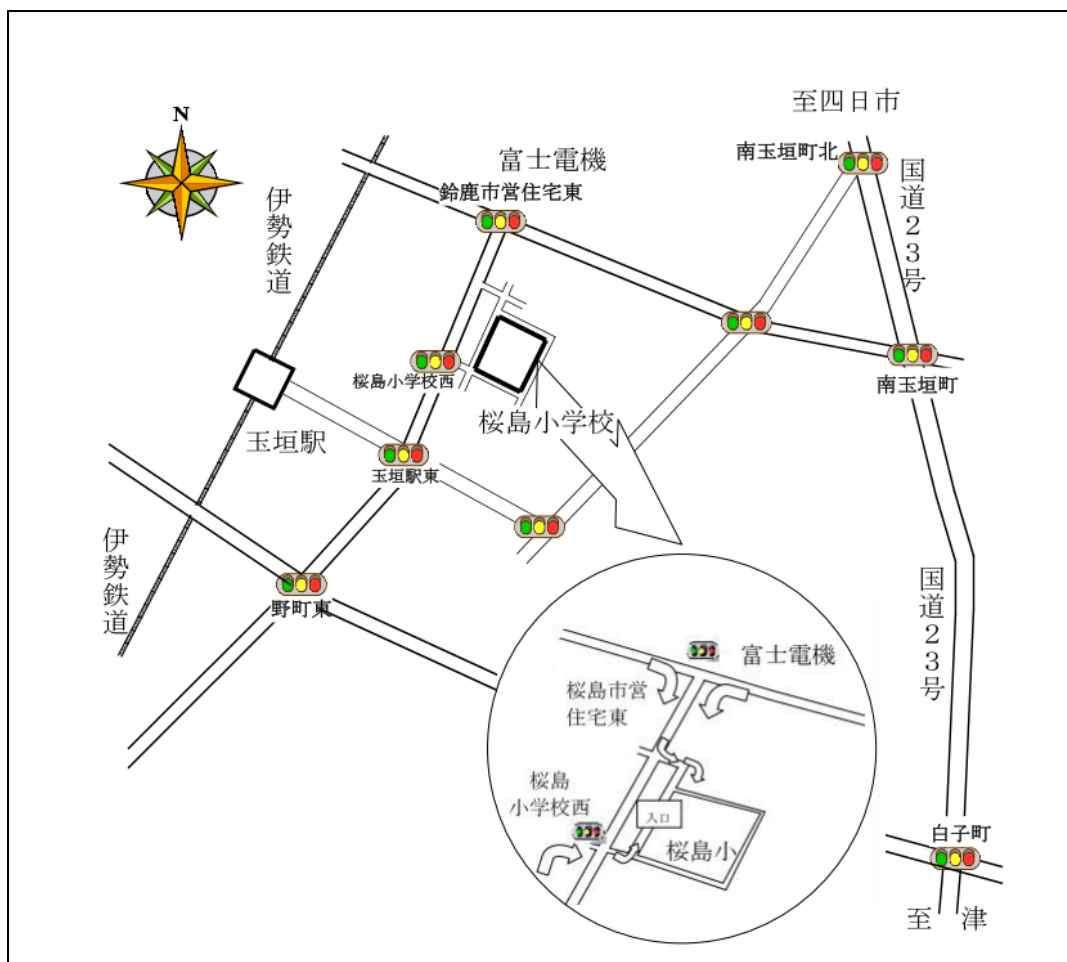 至四日市
N
富士電機
南玉垣町北
国道23号
鈴鹿市営住宅東
伊勢鉄道
桜島小学校西
南玉垣町
桜島小学校
玉垣駅
玉垣駅東
伊勢鉄道
野町東
国道23号
富士電機
桜島市営
住宅東
桜島
小学校西
入口
桜島小
白子町
至 津